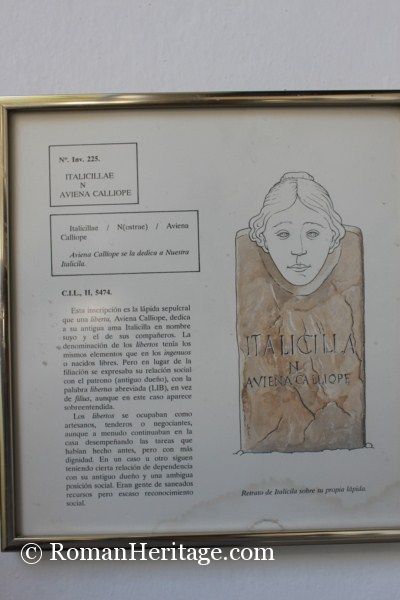 Nº. Inv. 225.
ITALICILLAE
N
AVIENA CALLIOPE
Italicillae / N(ostrae) / Aviena
Calliope
Aviena Calliope se la dedica a Nuestra
Italicila.
C.I.L., II, 5474.
Esta inscripción es la lápida sepulcral
que una liberta, Aviena Calliope, dedica
a su antigua ama Italicilla en nombre
suyo y el de sus compañeros. La
denominación de los libertos tenía los
mismos elementos que en los ingenuos
o nacidos libres. Pero en lugar de la
filiación se expresaba su relación social
con el patrono (antiguo dueño), con la
palabra libertus abreviada (LIB), en vez
de filius, aunque en este caso aparece
sobreentendida.
Los libertos se ocupaban como
artesanos, tenderos o negociantes,
aunque a menudo continuaban en la
casa desempeñando las tareas que
habían hecho antes, pero con más
dignidad. En un caso u otro siguen
teniendo cierta relación de dependencia
con su antiguo dueño y una ambigua
posición social. Eran gente de saneados
recursos pero escaso reconocimiento
social.
ITALICILLA
N
AVIENA CALLIOPE
Retrato de Italicila sobre su propia lápida.
© RomanHeritage.com